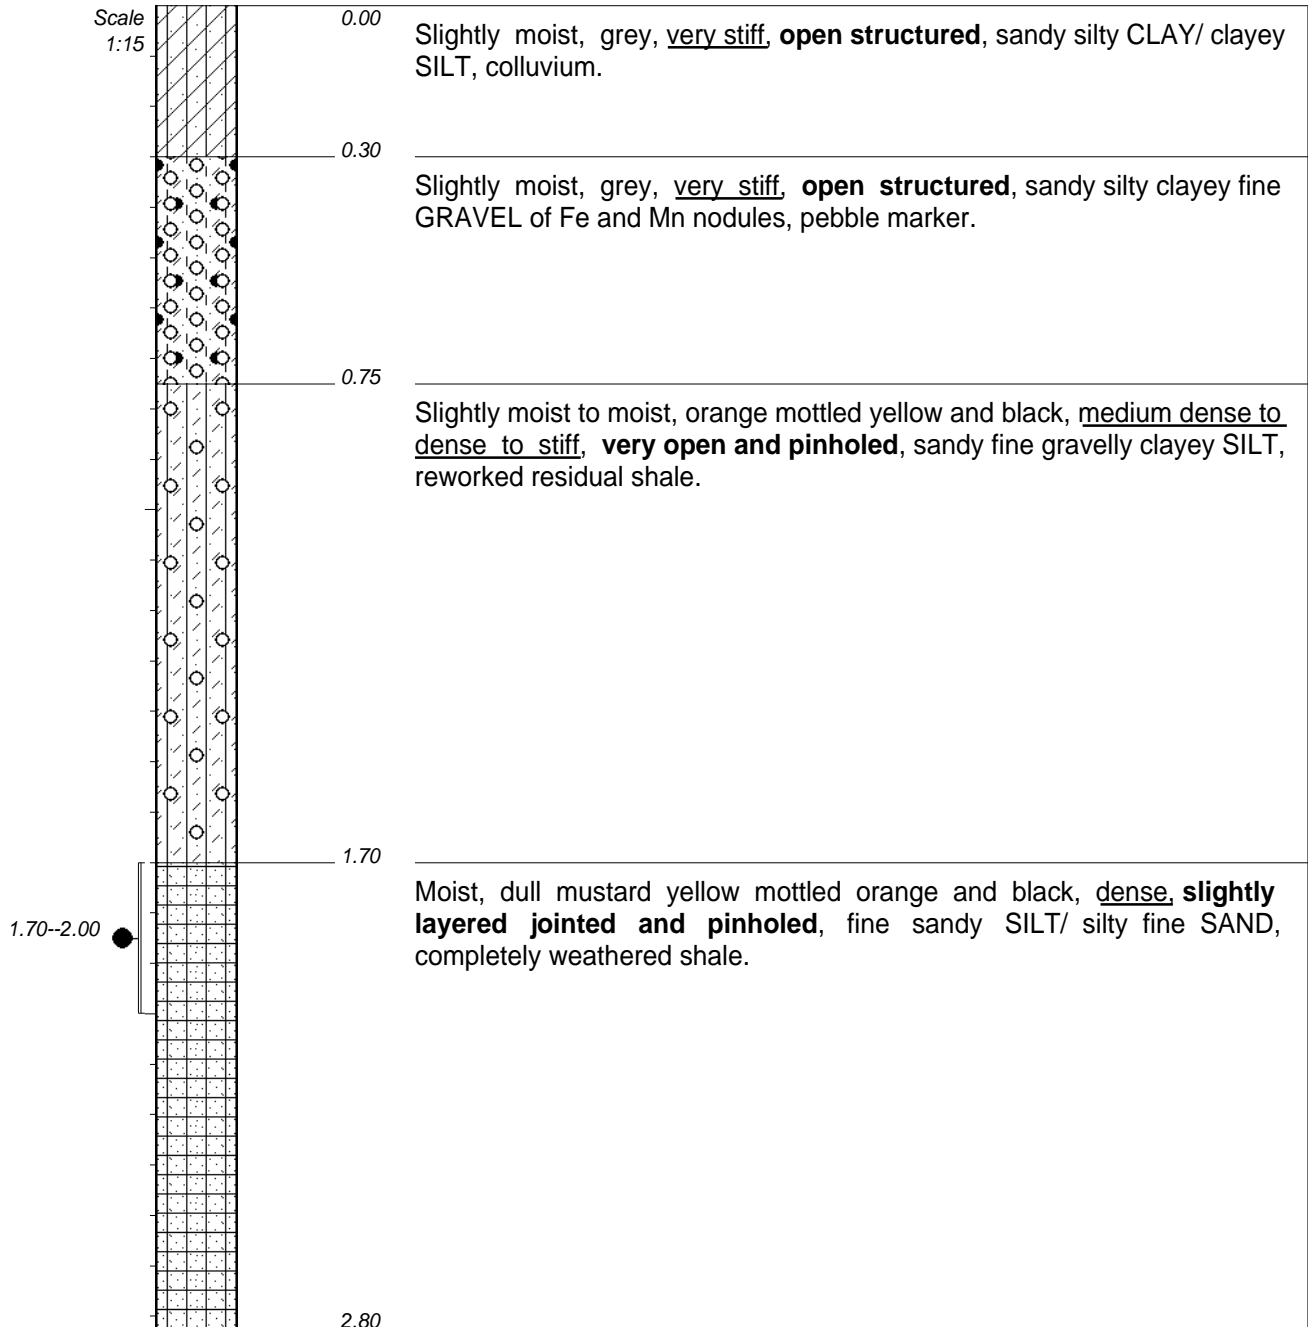 Scale
1:15
0.00
Slightly moist, grey, very stiff, open structured, sandy silty CLAY/ clayey
SILT, colluvium.
0.30
Slightly moist, grey, very stiff, open structured, sandy silty clayey fine
GRAVEL of Fe and Mn nodules, pebble marker.
0.75
Slightly moist to moist, orange mottled yellow and black, medium dense to
dense to stiff, very open and pinholed, sandy fine gravelly clayey SILT,
reworked residual shale.
1.70
Moist, dull mustard yellow mottled orange and black, dense, slightly
layered jointed and pinholed, fine sandy SILT/ silty fine SAND,
completely weathered shale.
1.70--2.00
2.80